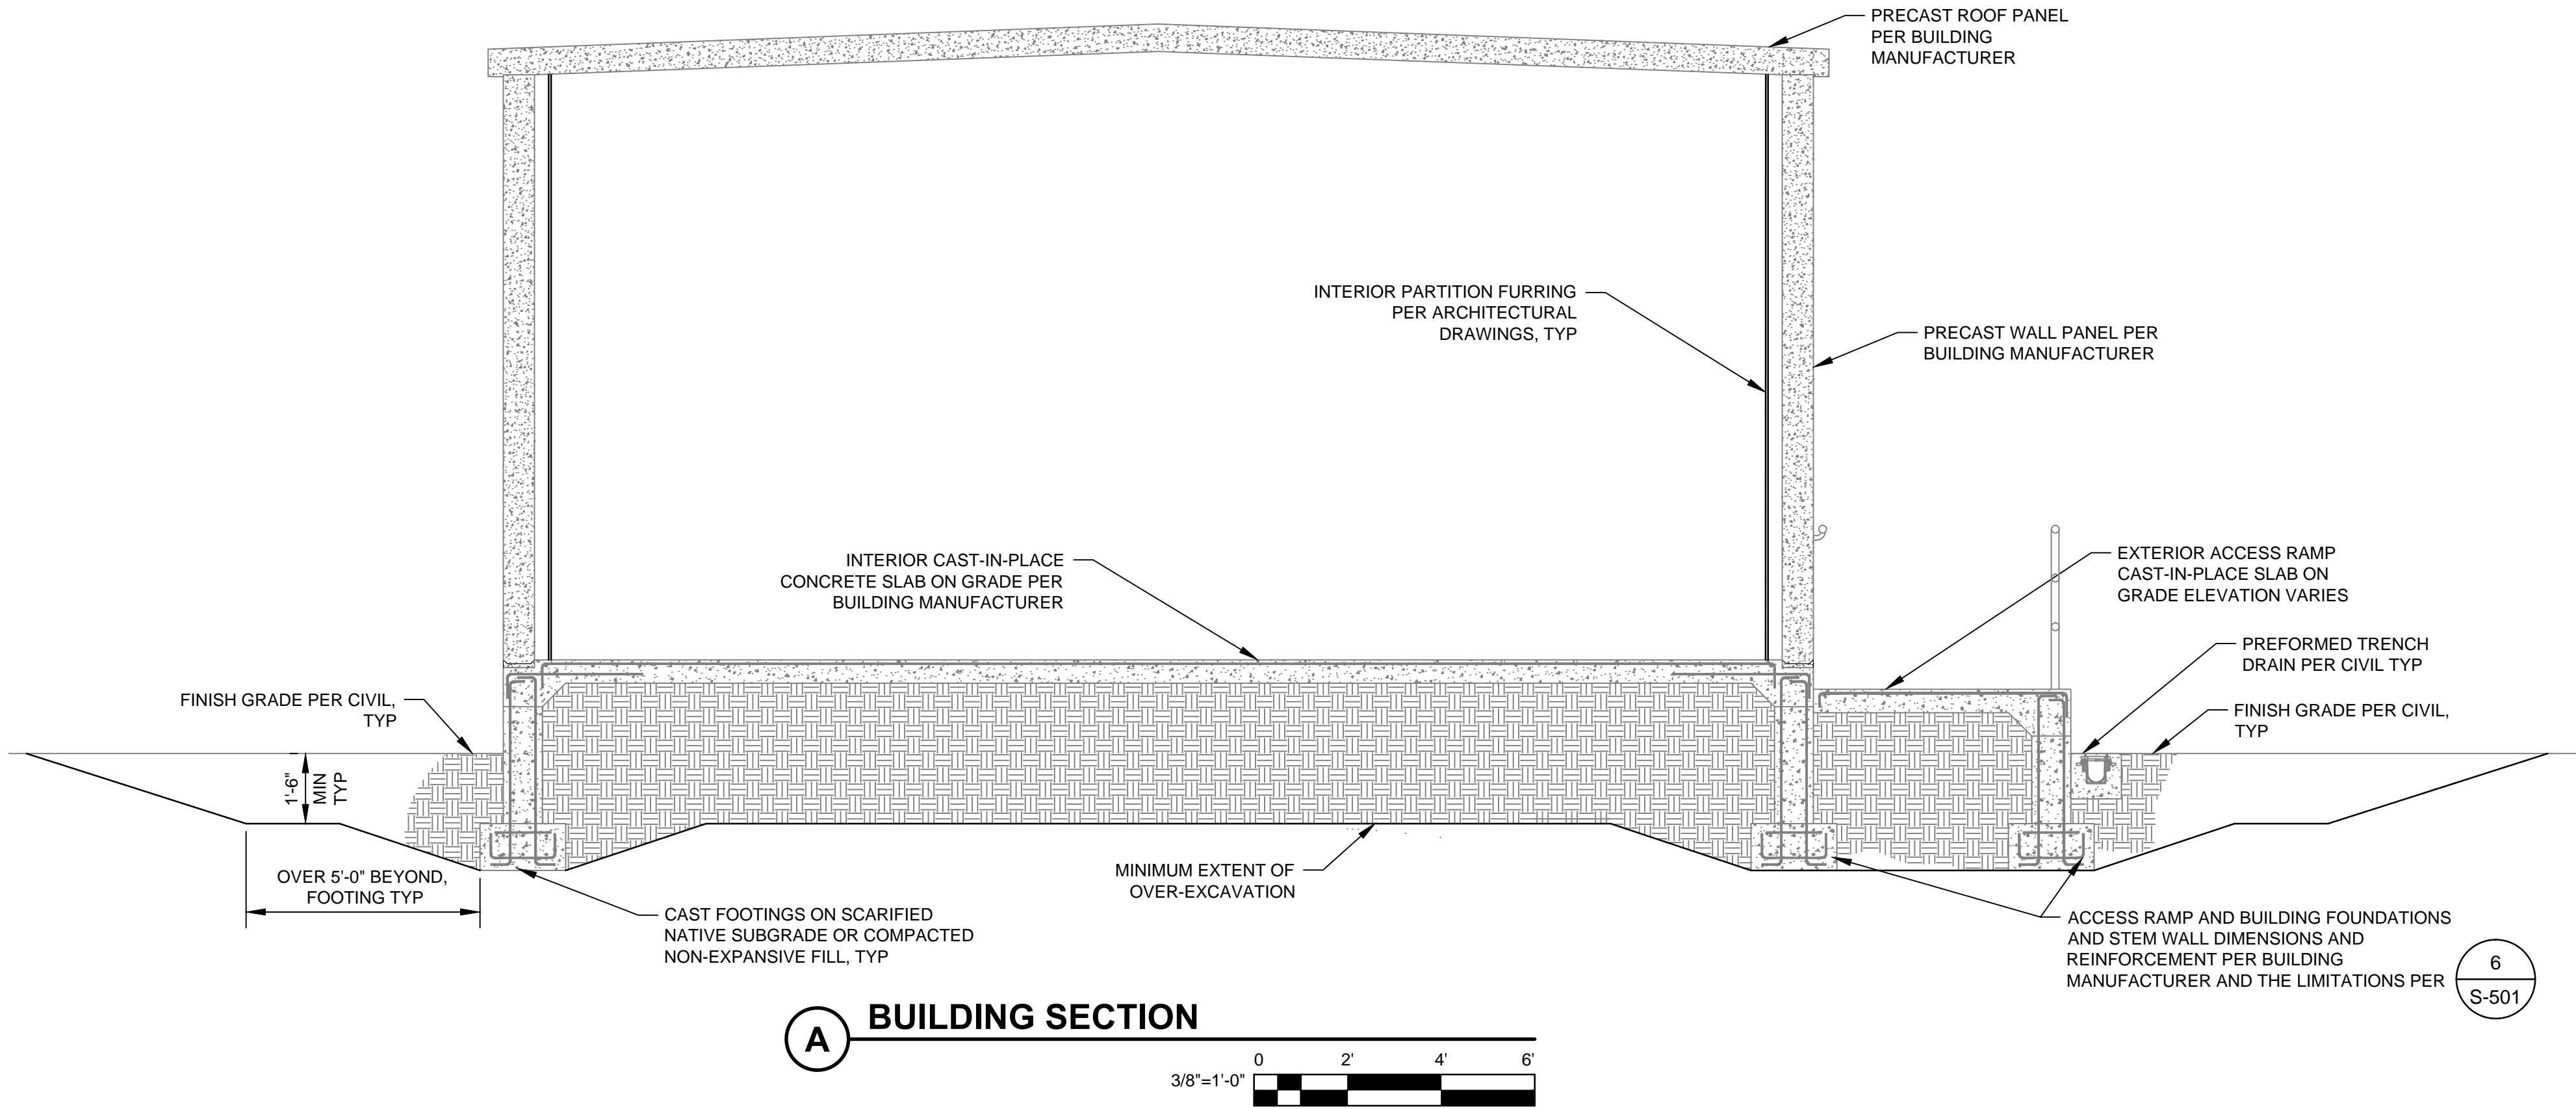 PRECAST ROOF PANEL
PER BUILDING
MANUFACTURER
INTERIOR PARTITION FURRING
PER ARCHITECTURAL
DRAWINGS, TYP
PRECAST WALL PANEL PER
BUILDING MANUFACTURER
INTERIOR CAST-IN-PLACE
CONCRETE SLAB ON GRADE PER
BUILDING MANUFACTURER
EXTERIOR ACCESS RAMP
CAST-IN-PLACE SLAB ON
GRADE ELEVATION VARIES
PREFORMED TRENCH
DRAIN PER CIVIL TYP
FINISH GRADE PER CIVIL,
TYP
FINISH GRADE PER CIVIL,
TYP
1'-6"
MIN
TYP
OVER 5'-0" BEYOND,
FOOTING TYP
MINIMUM EXTENT OF
OVER-EXCAVATION
CAST FOOTINGS ON SCARIFIED
NATIVE SUBGRADE OR COMPACTED
NON-EXPANSIVE FILL, TYP
ACCESS RAMP AND BUILDING FOUNDATIONS
AND STEM WALL DIMENSIONS AND
REINFORCEMENT PER BUILDING
MANUFACTURER AND THE LIMITATIONS PER
6
S-501
A
BUILDING SECTION
0 2' 4' 6'
3/8"=1'-0"